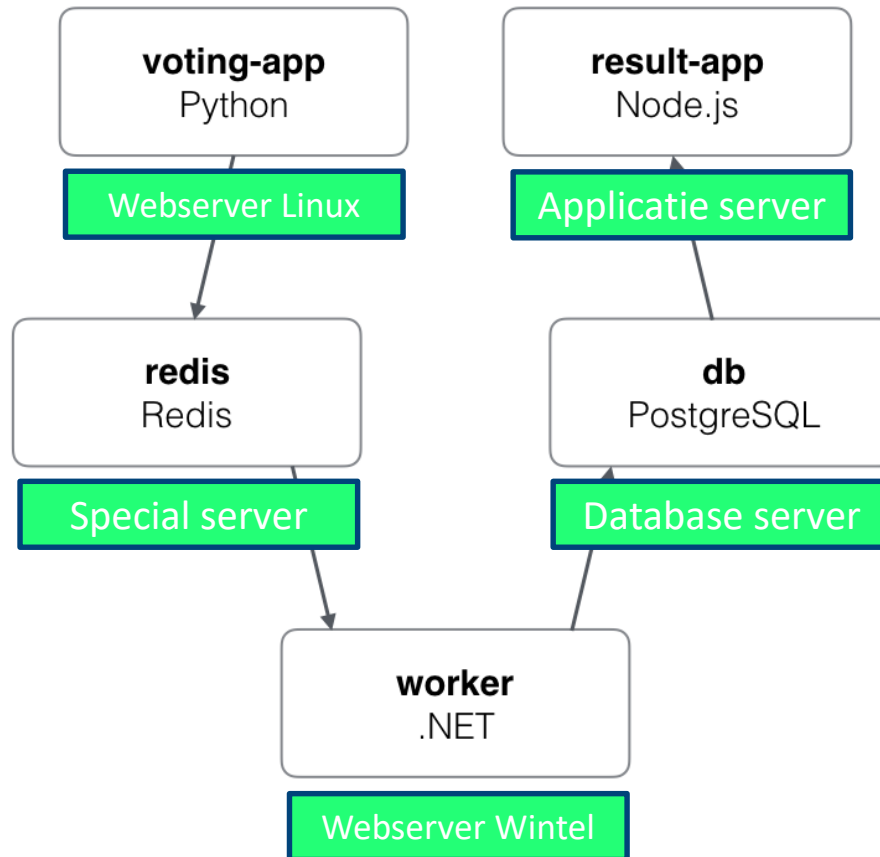 voting-app
Python
Webserver Linux
result-app
Node.js
Applicatie server
redis
Redis
Special server
db
PostgreSQL
Database server
worker
.NET
Webserver Wintel